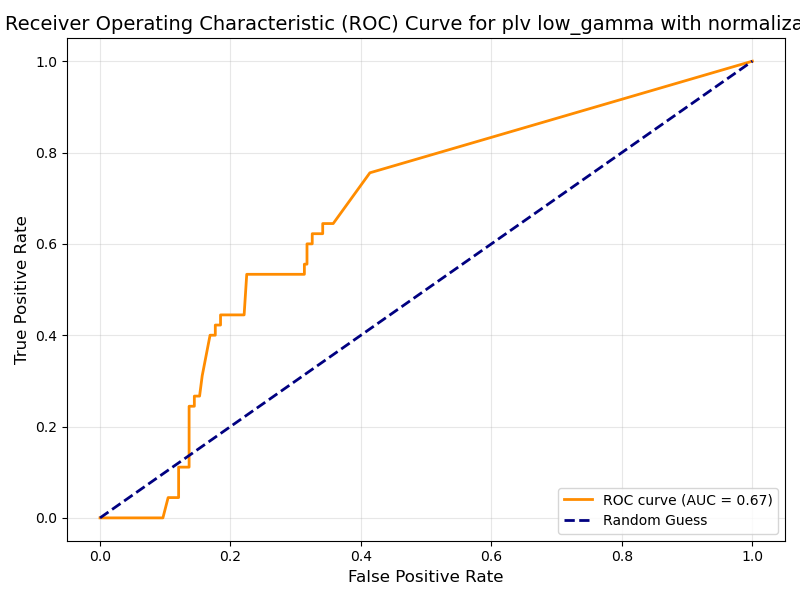 Receiver Operating Characteristic (ROC) Curve for plv low_gamma with normaliza
1.0
0.8
0.6
0.4
0.2
0.0
True Positive Rate
0.0 0.2 0.4 0.6 0.8 1.0
False Positive Rate
ROC curve (AUC = 0.67)
Random Guess